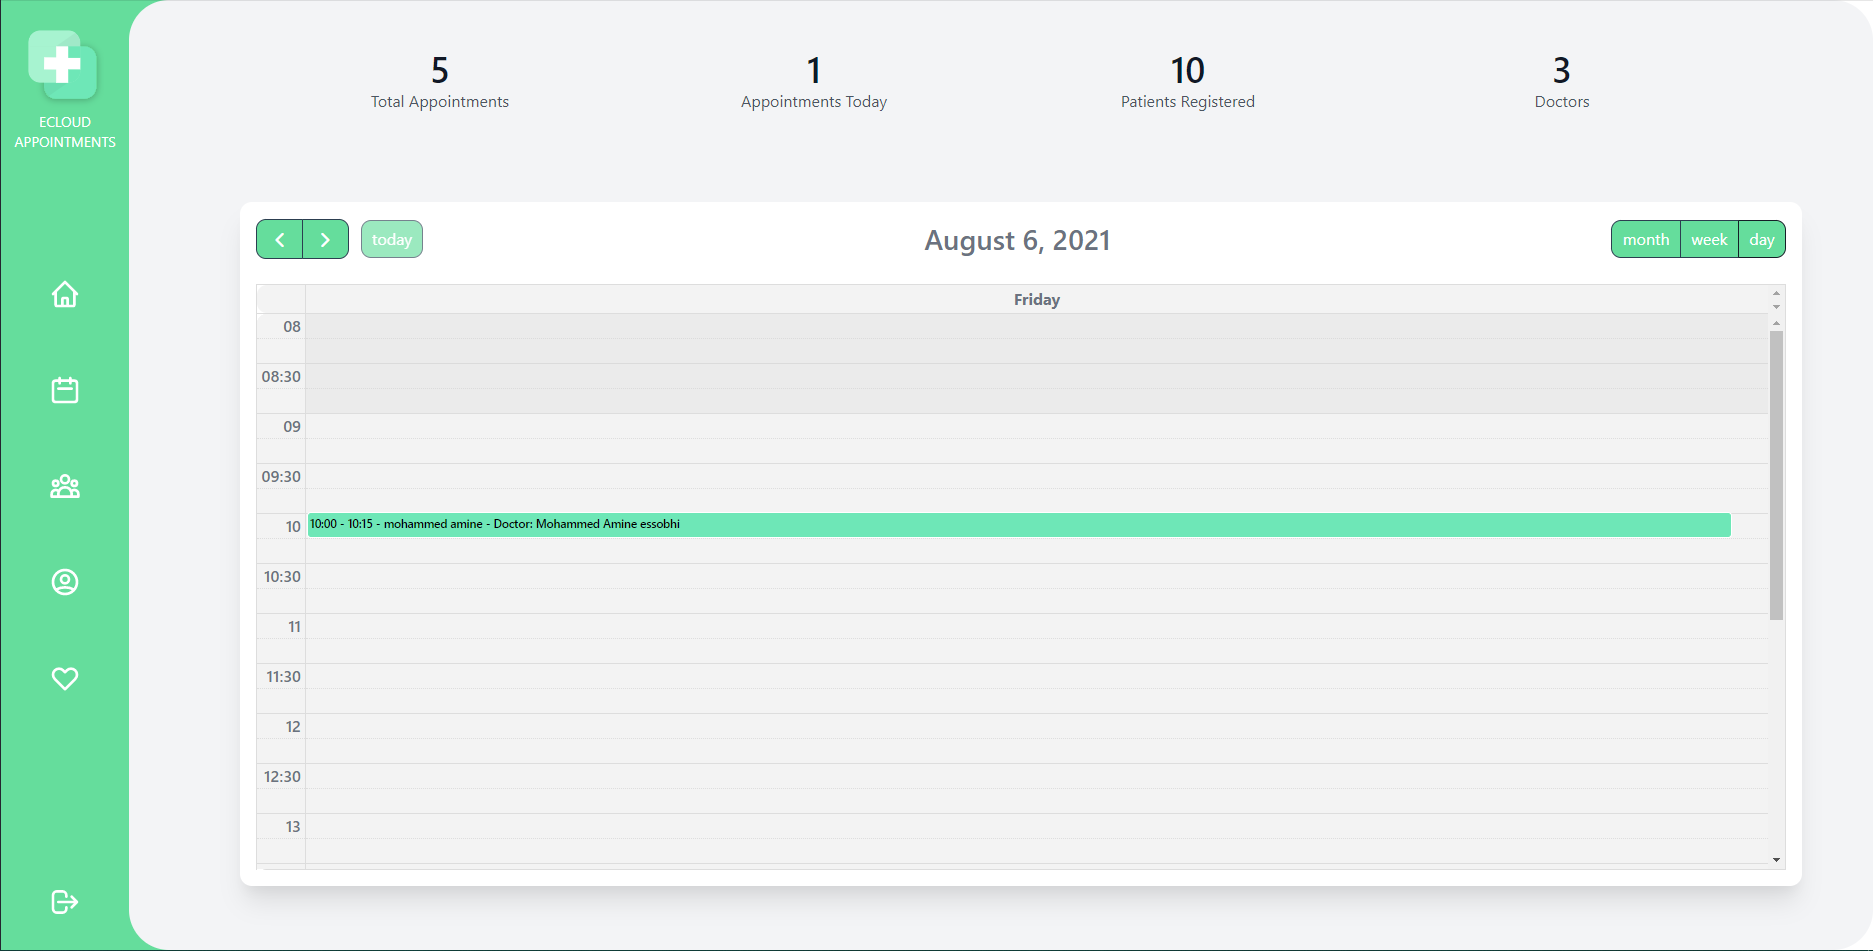 ECLOUD
APPOINTMENTS
5
Total Appointments
1
Appointments Today
10
Patients Registered
3
Doctors
today
August 6, 2021
month
week
day
Friday
08
08:30
09
09:30
10
10:00 - 10:15 - mohammed amine - Doctor: Mohammed Amine essobhi
10:30
11
11:30
12
12:30
13